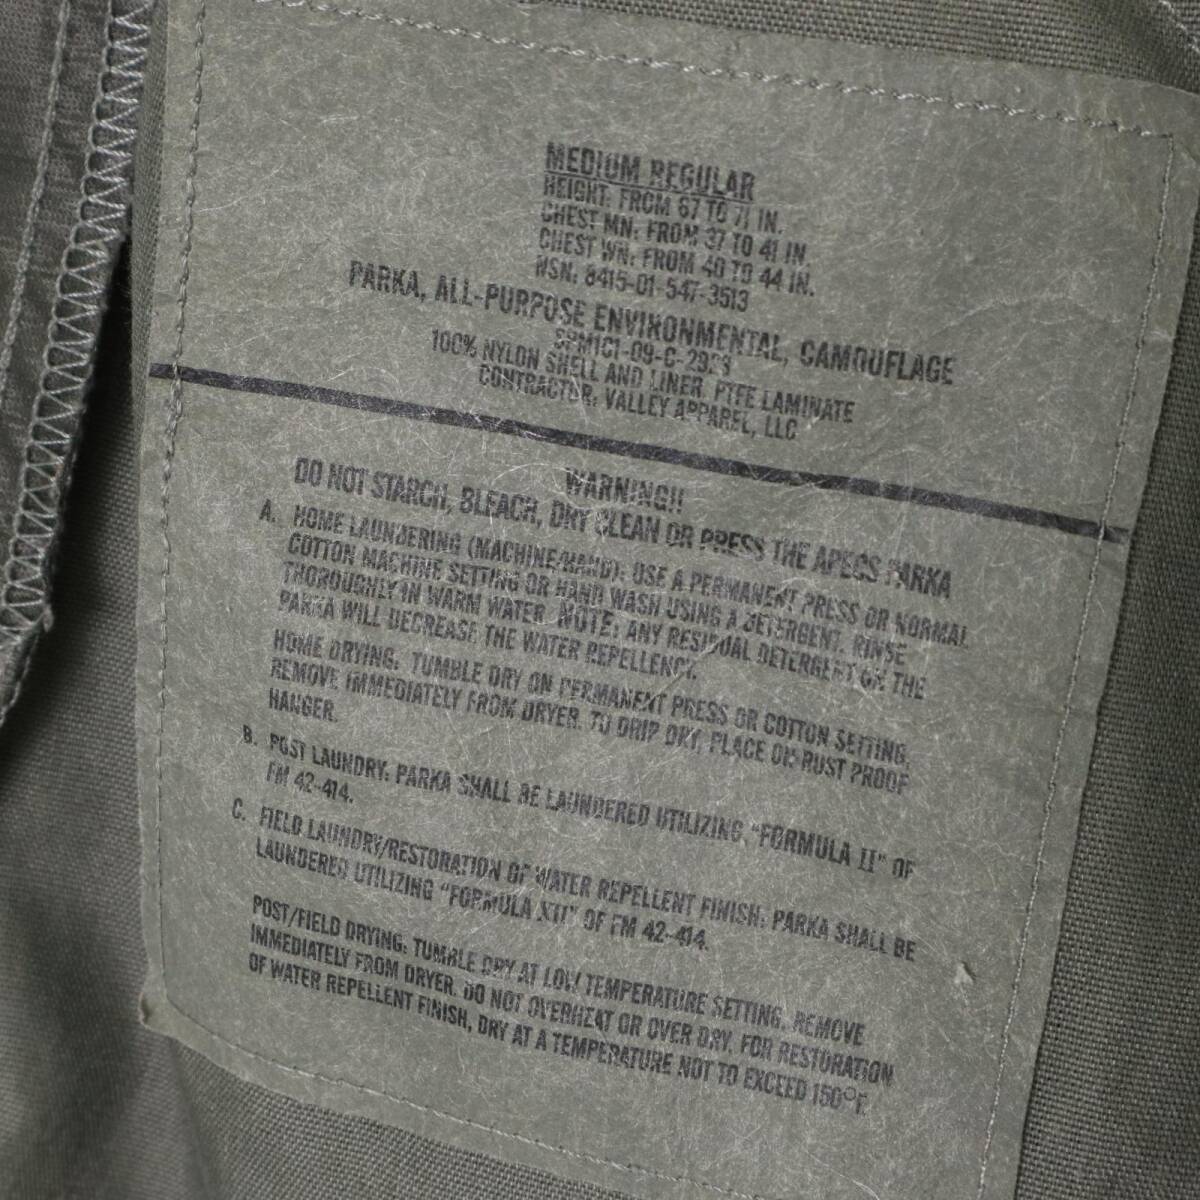 MEDIUM REGULAR
HEIGHT: FROM 67 TO 71 IN.
CHEST MN: FROM 37 TO 41 IN.
CHEST WN: FROM 40 TO 44 IN.
NSN: 8415-01-547-3513
PARKA, ALL-PURPOSE ENVIRONMENTAL, CAMOUFLAGE
100% NYLON SHELL AND LINER, PTFE LAMINATE
CONTRACTOR: VALLEY APPAREL, LLC
WARNING!!
DO NOT STARCH, BLEACH, DRY CLEAN OR PRESS THE APECS PARKA
A. HOME LAUNDERING (MACHINE/HAND): USE A PERMANENT PRESS OR NORMAL
COTTON MACHINE SETTING OR HAND WASH USING A DETERGENT. RINSE
THOROUGHLY IN WARM WATER. NOTE: ANY RESIDUAL DETERGENT ON THE
PARKA WILL DECREASE THE WATER REPELLENCY.
HOME DRYING: TUMBLE DRY ON PERMANENT PRESS OR COTTON SETTING,
REMOVE IMMEDIATELY FROM DRYER. TO DRIP DRY, PLACE ON RUST PROOF
HANGER.
B. POST LAUNDRY: PARKA SHALL BE LAUNDERED UTILIZING "FORMULA II" OF
FM 42-414.
C. FIELD LAUNDRY/RESTORATION OF WATER REPELLENT FINISH: PARKA SHALL BE
LAUNDERED UTILIZING "FORMULA XII" OF FM 42-414.
POST/FIELD DRYING: TUMBLE DRY AT LOW TEMPERATURE SETTING. REMOVE
IMMEDIATELY FROM DRYER. DO NOT OVERHEAT OR OVER DRY. FOR RESTORATION
OF WATER REPELLENT FINISH, DRY AT A TEMPERATURE NOT TO EXCEED 150°F.